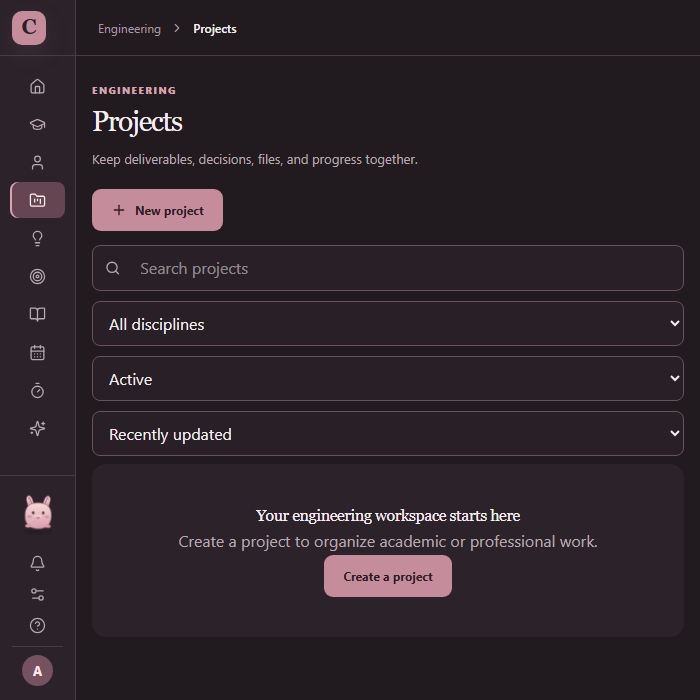 C
Engineering > Projects
ENGINEERING
Projects
Keep deliverables, decisions, files, and progress together.
+ New project
Search projects
All disciplines
Active
Recently updated
Your engineering workspace starts here
Create a project to organize academic or professional work.
Create a project
A